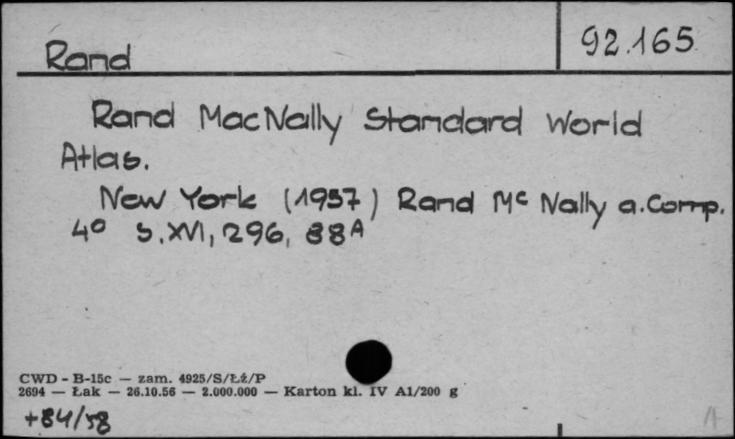 Rand
92.165
Rand MacNally Standard World
Atlas.
New York (1957) Rand Mc Nally a. Comp.
4° S. XVI, 296, 88A
CWD - B-15c — zam. 4925/S/Łż/P
2694 — Łak — 26.10.56 — 2.000.000 — Karton kl. IV A1/200 g
+84/58
A